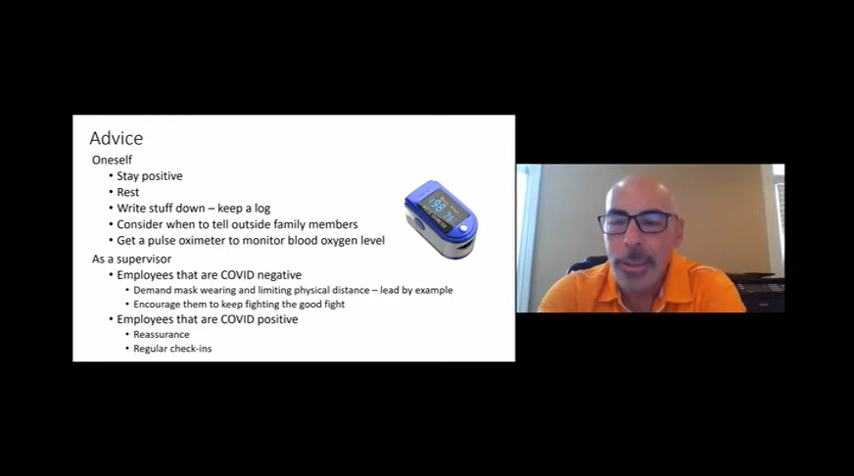 Advice
Oneself
• Stay positive
• Rest
• Write stuff down – keep a log
• Consider when to tell outside family members
• Get a pulse oximeter to monitor blood oxygen level
As a supervisor
• Employees that are COVID negative
• Demand mask wearing and limiting physical distance – lead by example
• Encourage them to keep fighting the good fight
• Employees that are COVID positive
• Reassurance
• Regular check-ins
98 76